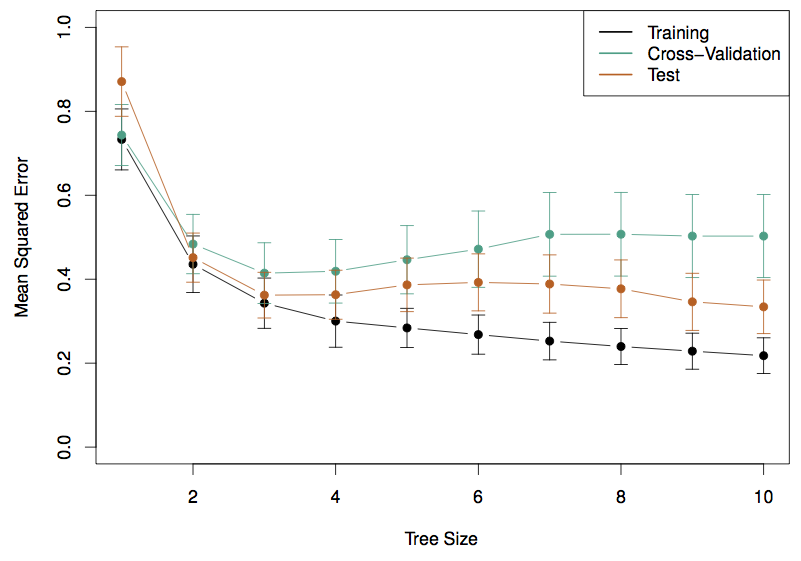 Training
Cross−Validation
Test
1.0
0.8
0.6
0.4
0.2
0.0
Mean Squared Error
2 4 6 8 10
Tree Size